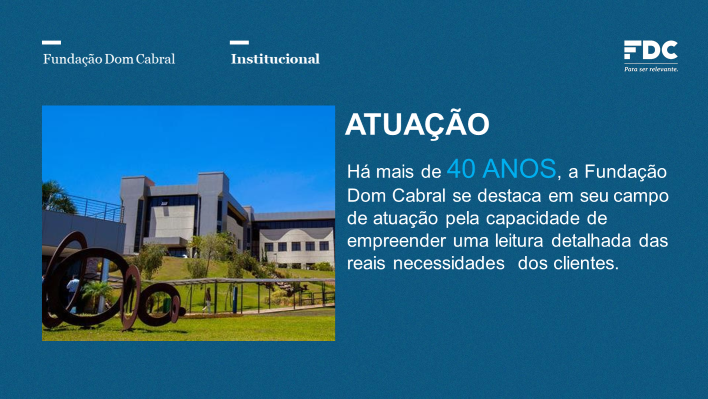 Fundação Dom Cabral
Institucional
FDC
Para ser relevante.
ATUAÇÃO
Há mais de 40 ANOS, a Fundação
Dom Cabral se destaca em seu campo
de atuação pela capacidade de
empreender uma leitura detalhada das
reais necessidades dos clientes.